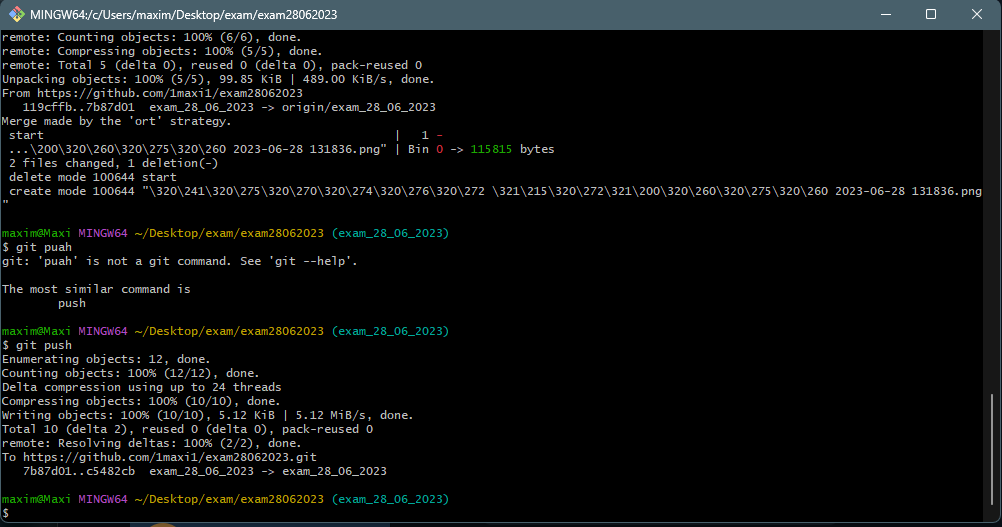 MINGW64:/c/Users/maxim/Desktop/exam/exam28062023
remote: Counting objects: 100% (6/6), done.
remote: Compressing objects: 100% (5/5), done.
remote: Total 5 (delta 0), reused 0 (delta 0), pack-reused 0
Unpacking objects: 100% (5/5), 99.85 KiB | 489.00 KiB/s, done.
From https://github.com/1maxi1/exam28062023
   119cffb..7b87d01  exam_28_06_2023 -> origin/exam_28_06_2023
Merge made by the 'ort' strategy.
 start                                                  |   1 -
 ...\200\320\260\320\275\320\260 2023-06-28 131836.png" | Bin 0 -> 115815 bytes
 2 files changed, 1 deletion(-)
 delete mode 100644 start
 create mode 100644 "\320\241\320\275\320\270\320\274\320\276\320\272 \321\215\320\272\321\200\320\260\320\275\320\260 2023-06-28 131836.png
"
maxim@Maxi MINGW64 ~/Desktop/exam/exam28062023 (exam_28_06_2023)
$ git puah
git: 'puah' is not a git command. See 'git --help'.
The most similar command is
        push
maxim@Maxi MINGW64 ~/Desktop/exam/exam28062023 (exam_28_06_2023)
$ git push
Enumerating objects: 12, done.
Counting objects: 100% (12/12), done.
Delta compression using up to 24 threads
Compressing objects: 100% (10/10), done.
Writing objects: 100% (10/10), 5.12 KiB | 5.12 MiB/s, done.
Total 10 (delta 2), reused 0 (delta 0), pack-reused 0
remote: Resolving deltas: 100% (2/2), done.
To https://github.com/1maxi1/exam28062023.git
   7b87d01..c5482cb  exam_28_06_2023 -> exam_28_06_2023
maxim@Maxi MINGW64 ~/Desktop/exam/exam28062023 (exam_28_06_2023)
$